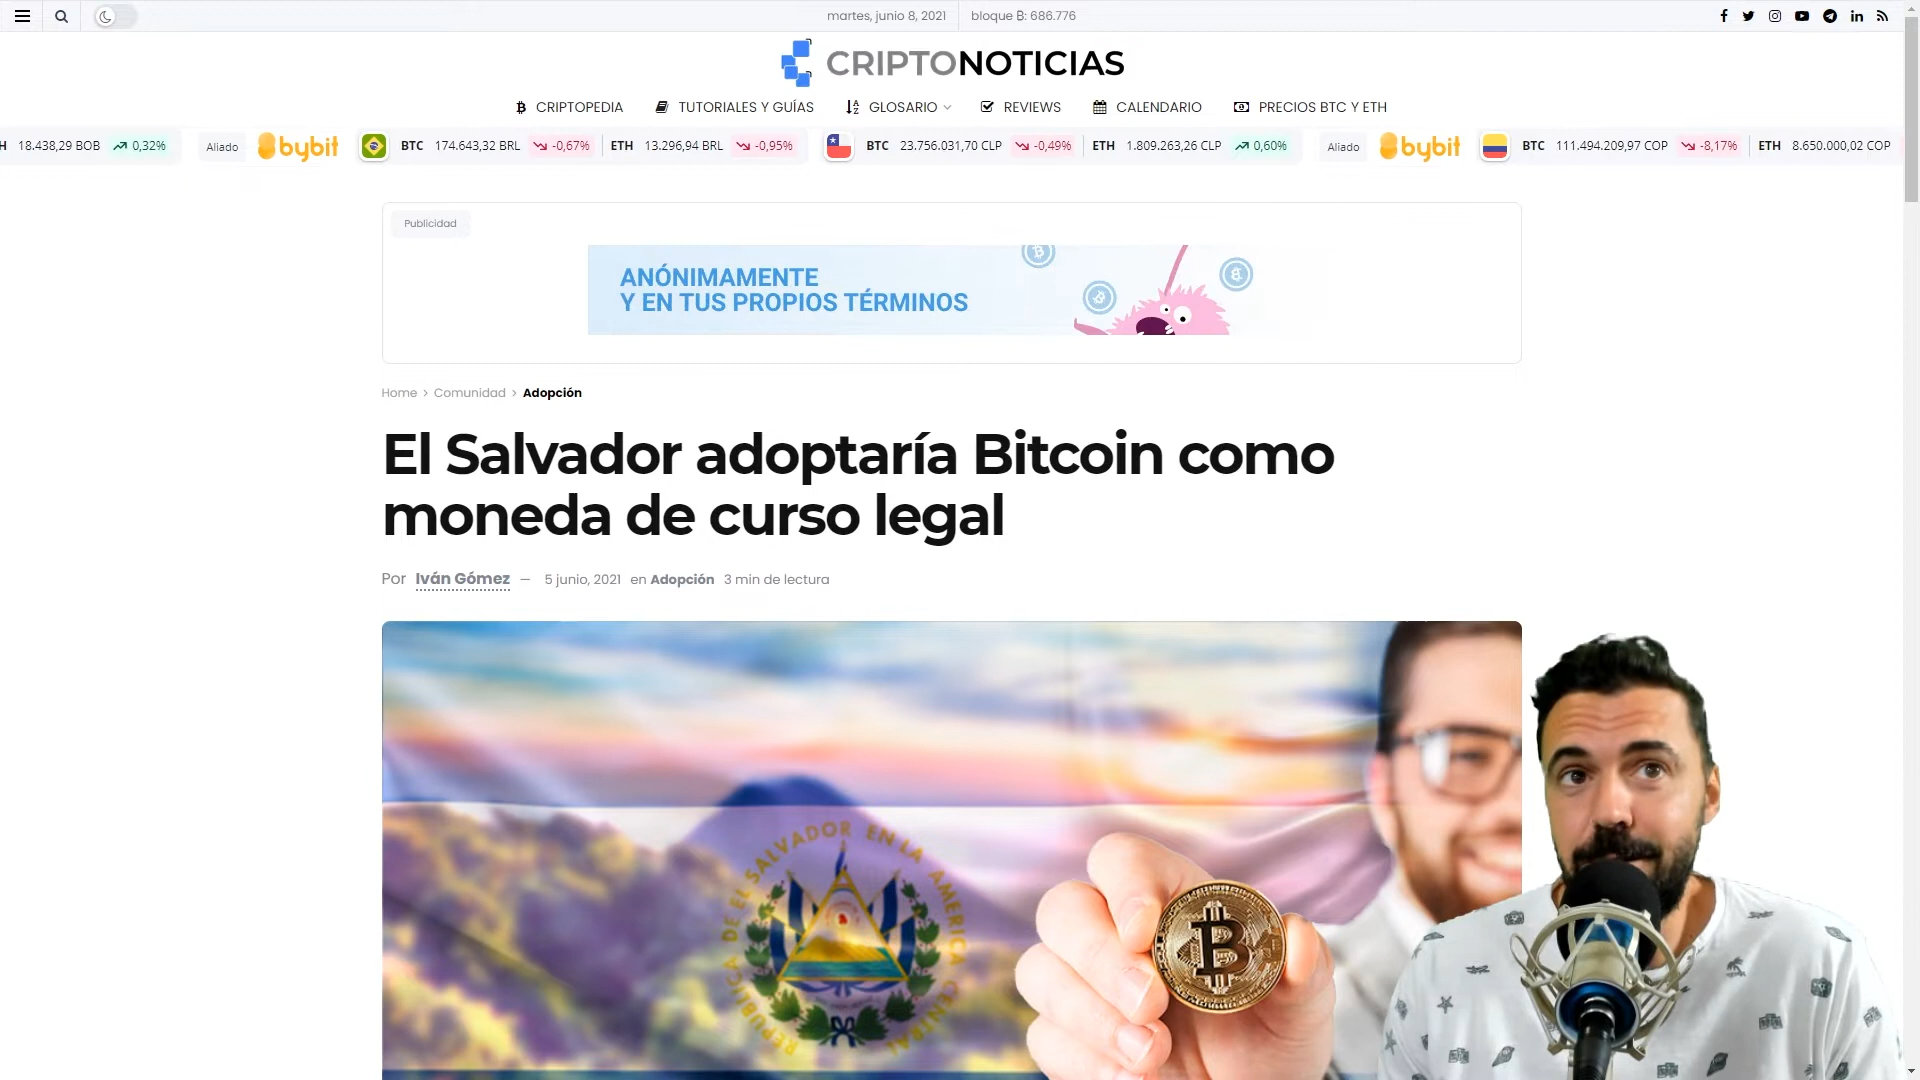 martes, junio 8, 2021
bloque ₿: 686.776
CRIPTONOTICIAS
CRIPTOPEDIA
TUTORIALES Y GUÍAS
GLOSARIO
REVIEWS
CALENDARIO
PRECIOS BTC Y ETH
H 18.438,29 BOB 0,32%
Aliado
bybit
BTC 174.643,32 BRL -0,67%
ETH 13.296,94 BRL -0,95%
BTC 23.756.031,70 CLP -0,49%
ETH 1.809.263,26 CLP 0,60%
Aliado
bybit
BTC 111.494.209,97 COP -8,17%
ETH 8.650.000,02 COP
Publicidad
ANÓNIMAMENTE
Y EN TUS PROPIOS TÉRMINOS
Home > Comunidad > Adopción
El Salvador adoptaría Bitcoin como
moneda de curso legal
Por Iván Gómez — 5 junio, 2021 en Adopción 3 min de lectura
REPUBLICA DE EL SALVADOR EN LA AMERICA CENTRAL